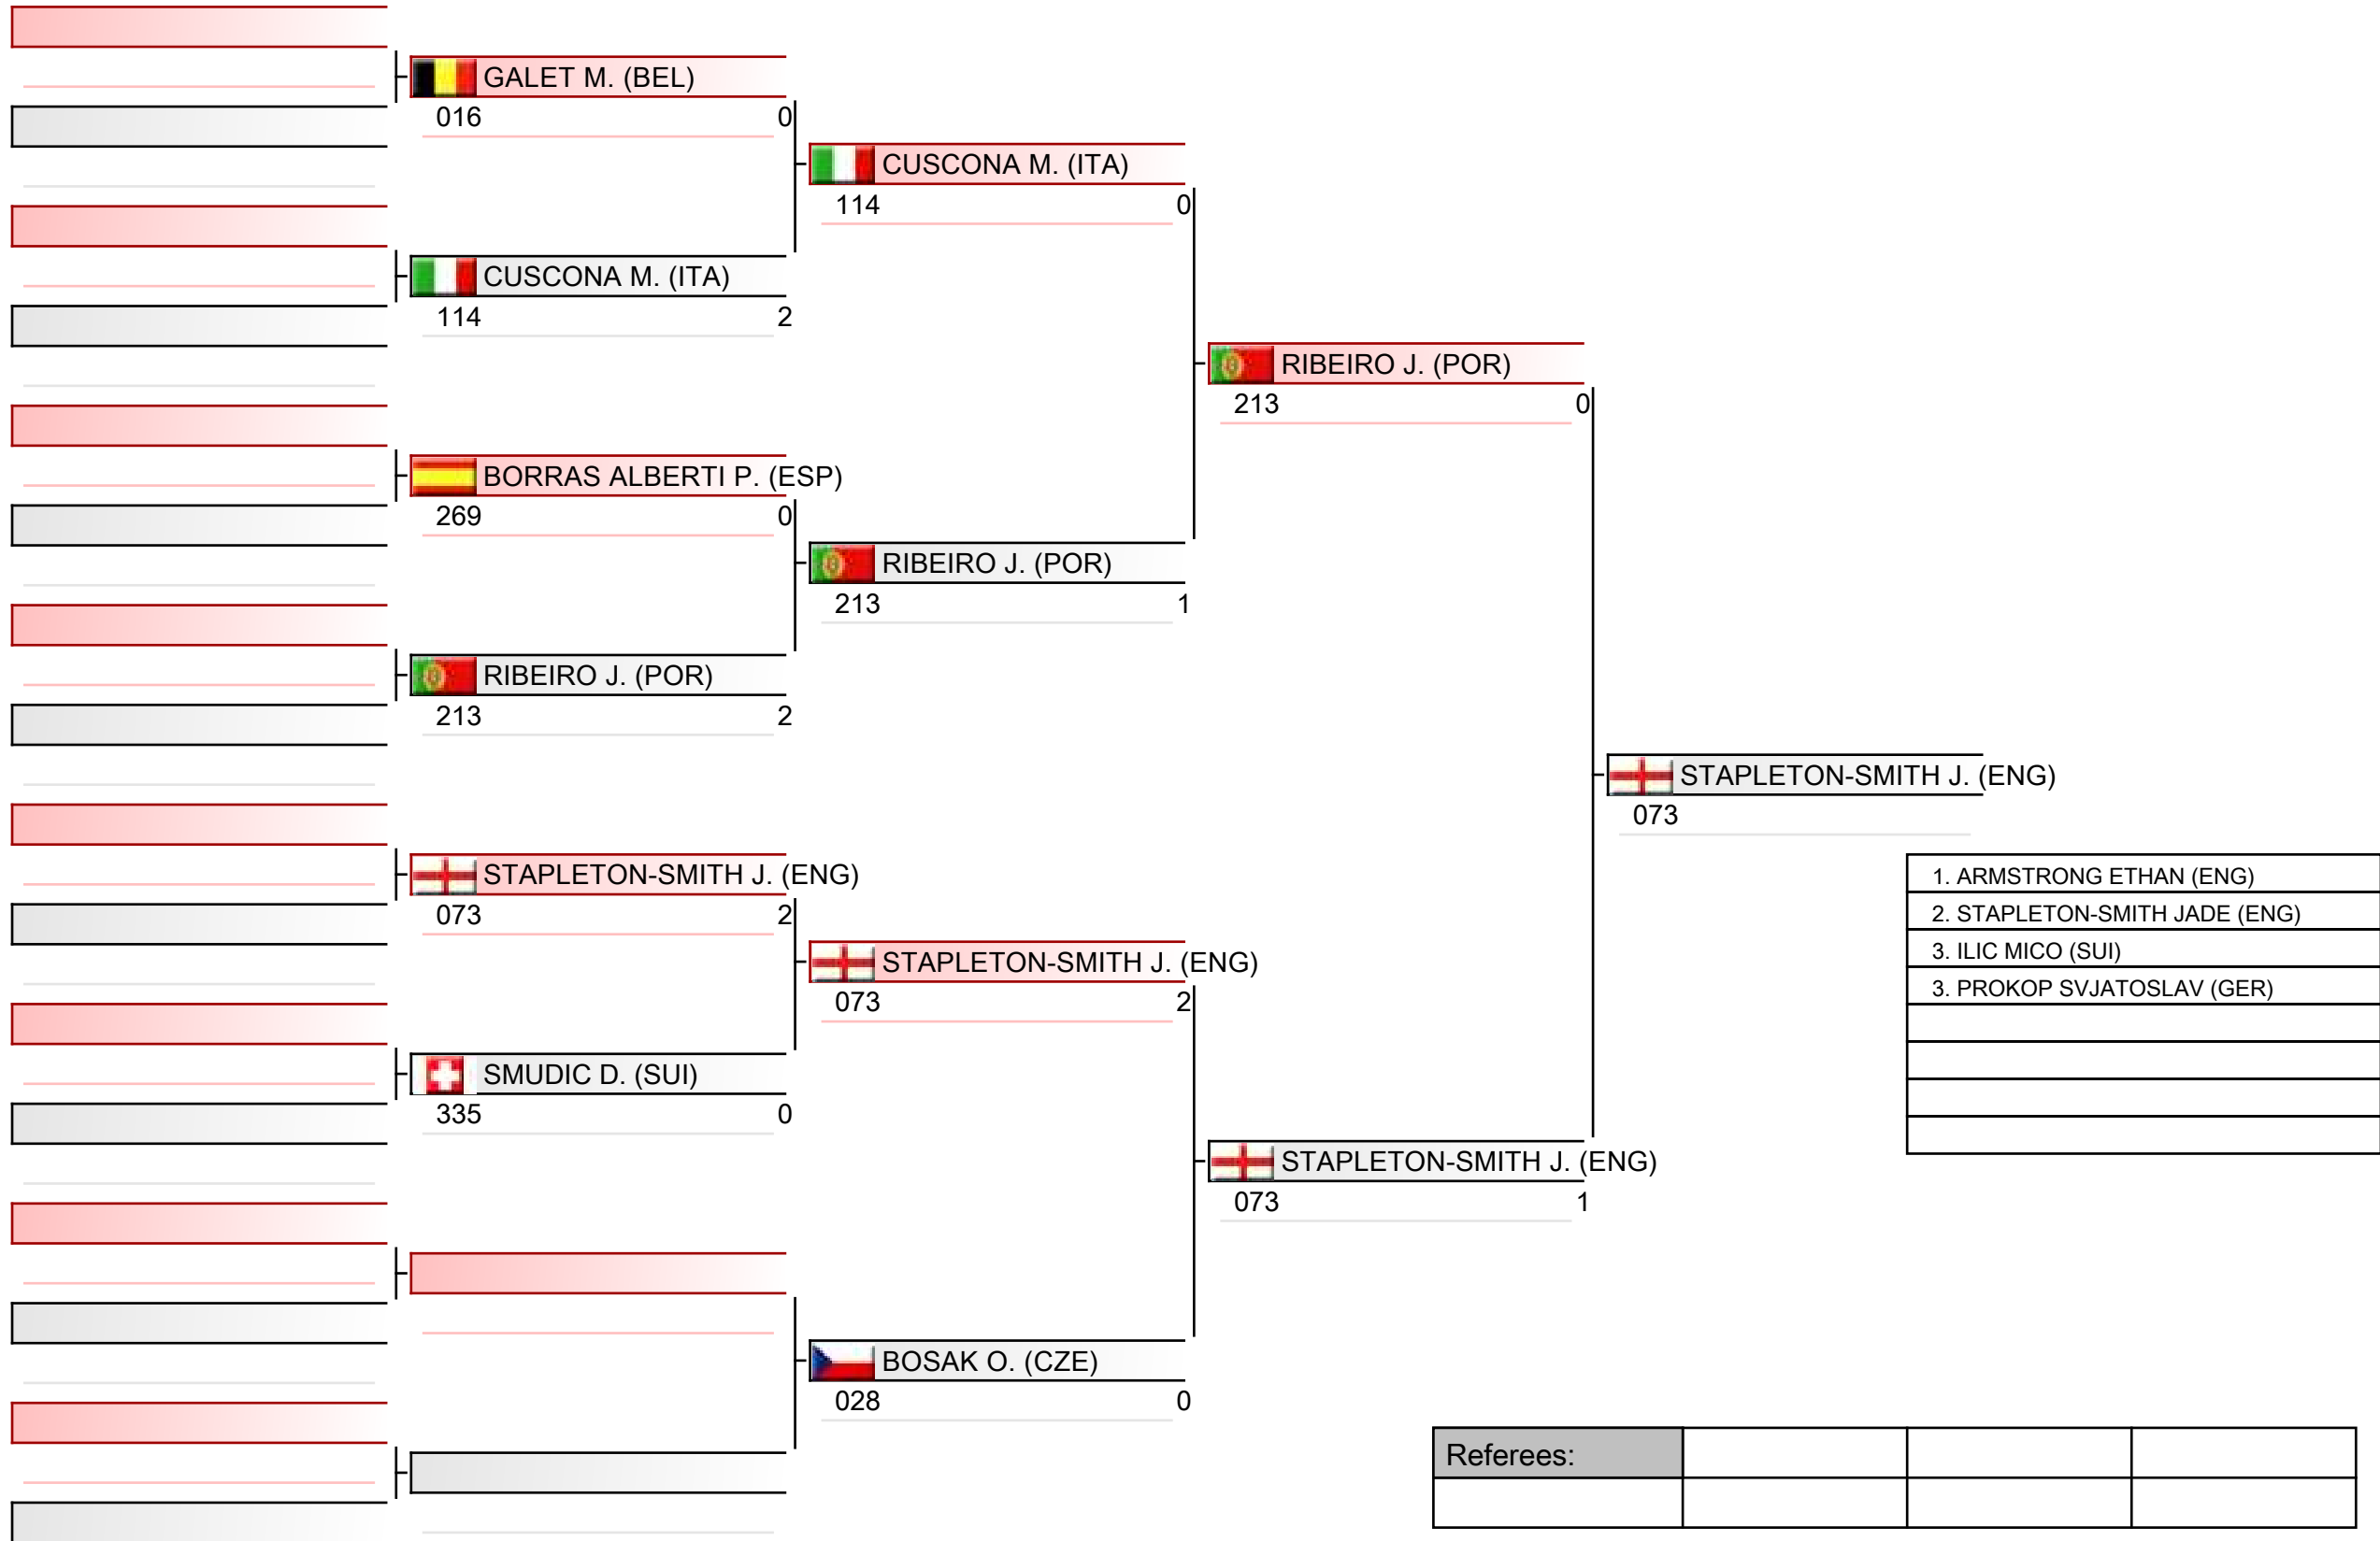 GALET M. (BEL)
016 0
CUSCONA M. (ITA)
114 2
BORRAS ALBERTI P. (ESP)
269 0
RIBEIRO J. (POR)
213 2
STAPLETON-SMITH J. (ENG)
073 2
SMUDIC D. (SUI)
335 0
CUSCONA M. (ITA)
114 0
RIBEIRO J. (POR)
213 1
STAPLETON-SMITH J. (ENG)
073 2
BOSAK O. (CZE)
028 0
RIBEIRO J. (POR)
213 0
STAPLETON-SMITH J. (ENG)
073 1
STAPLETON-SMITH J. (ENG)
073
1. ARMSTRONG ETHAN (ENG)
2. STAPLETON-SMITH JADE (ENG)
3. ILIC MICO (SUI)
3. PROKOP SVJATOSLAV (GER)
Referees: